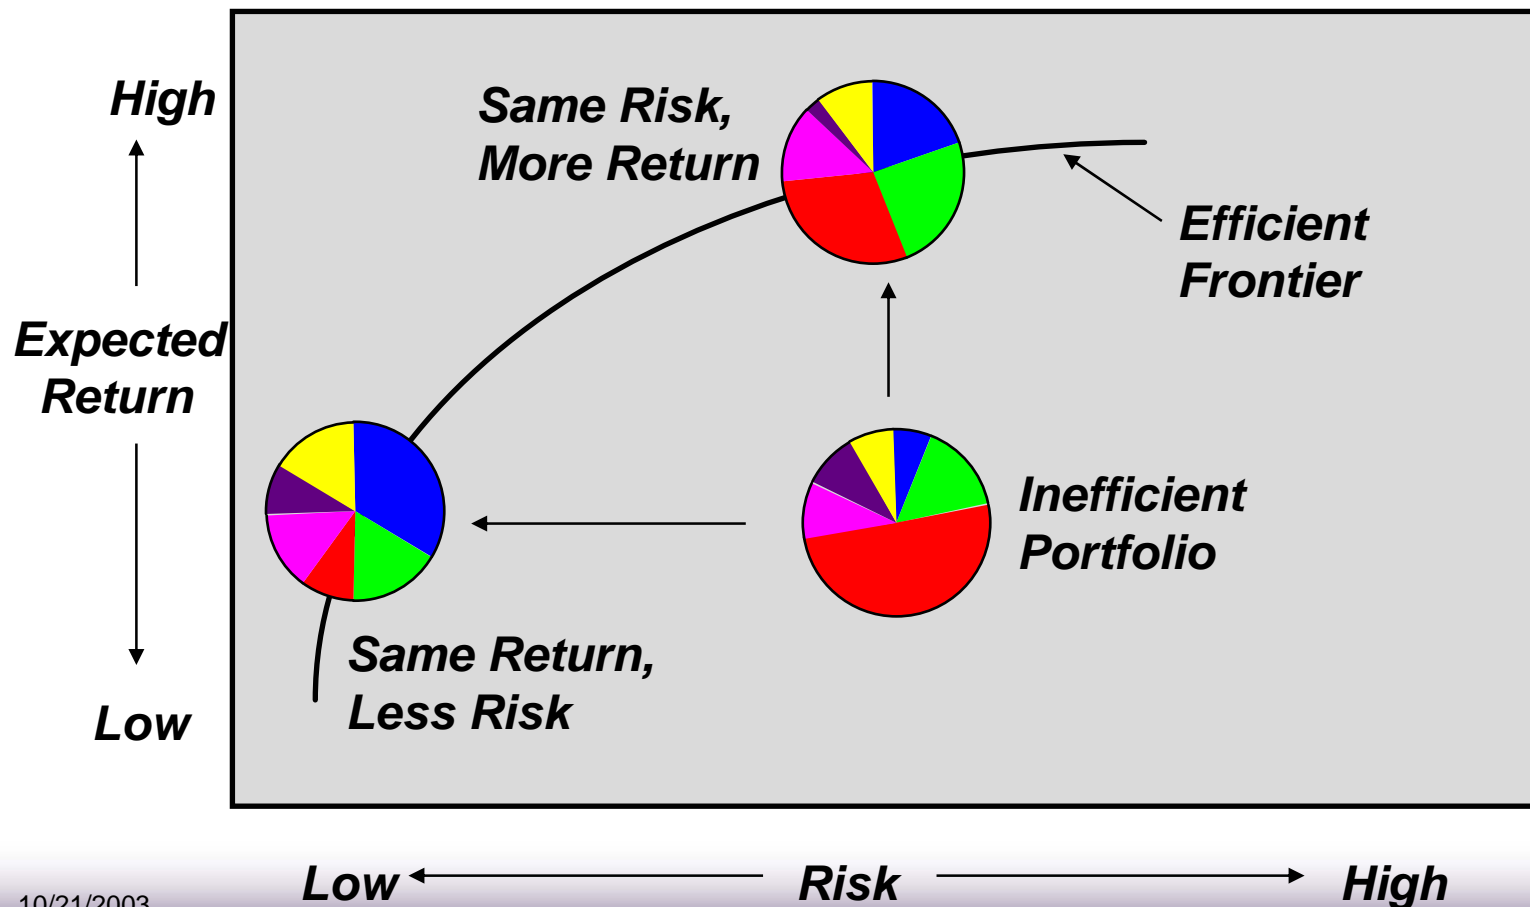 High
Same Risk,
More Return
Efficient
Frontier
Expected
Return
Inefficient
Portfolio
Same Return,
Less Risk
Low
Low
Risk
High
10/21/2003